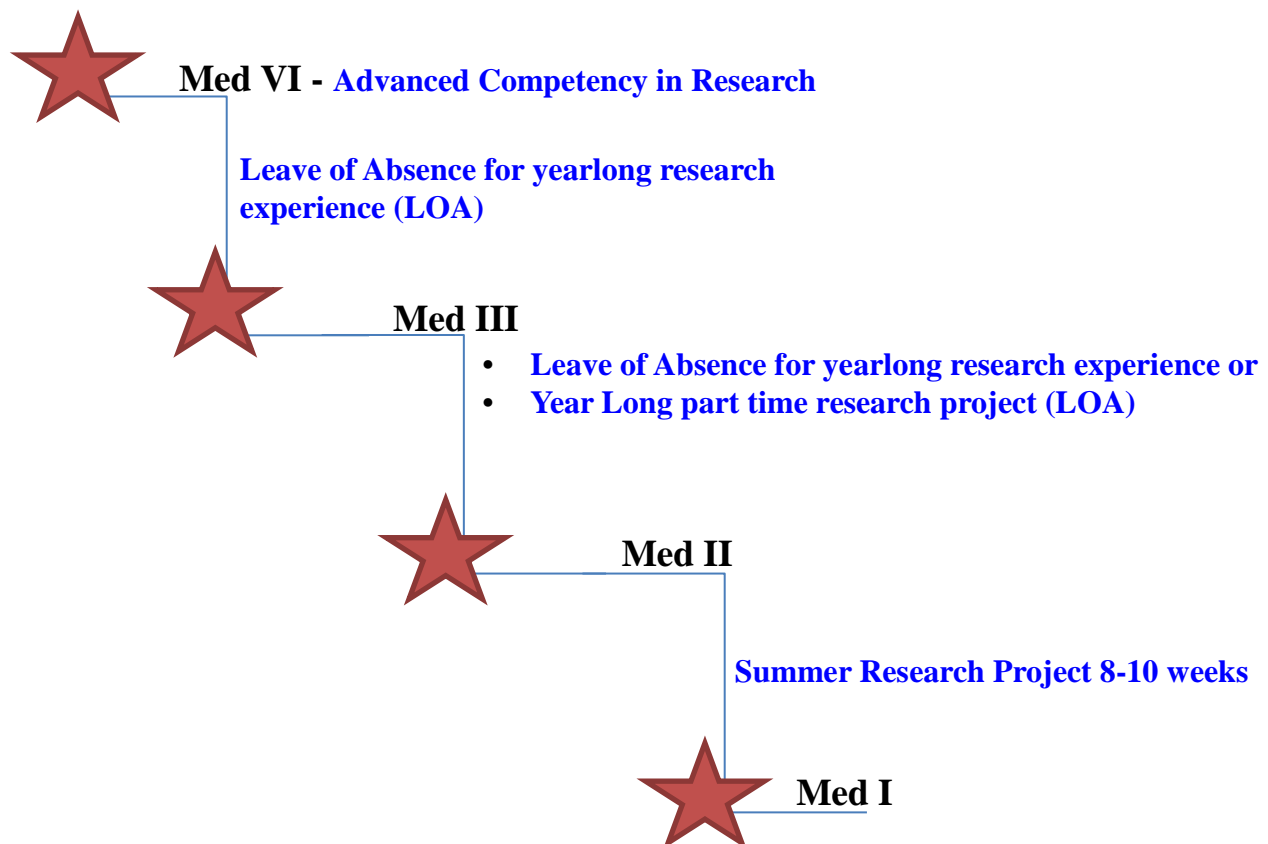 Med VI - Advanced Competency in Research
Leave of Absence for yearlong research
experience (LOA)
Med III
• Leave of Absence for yearlong research experience or
• Year Long part time research project (LOA)
Med II
Summer Research Project 8-10 weeks
Med I